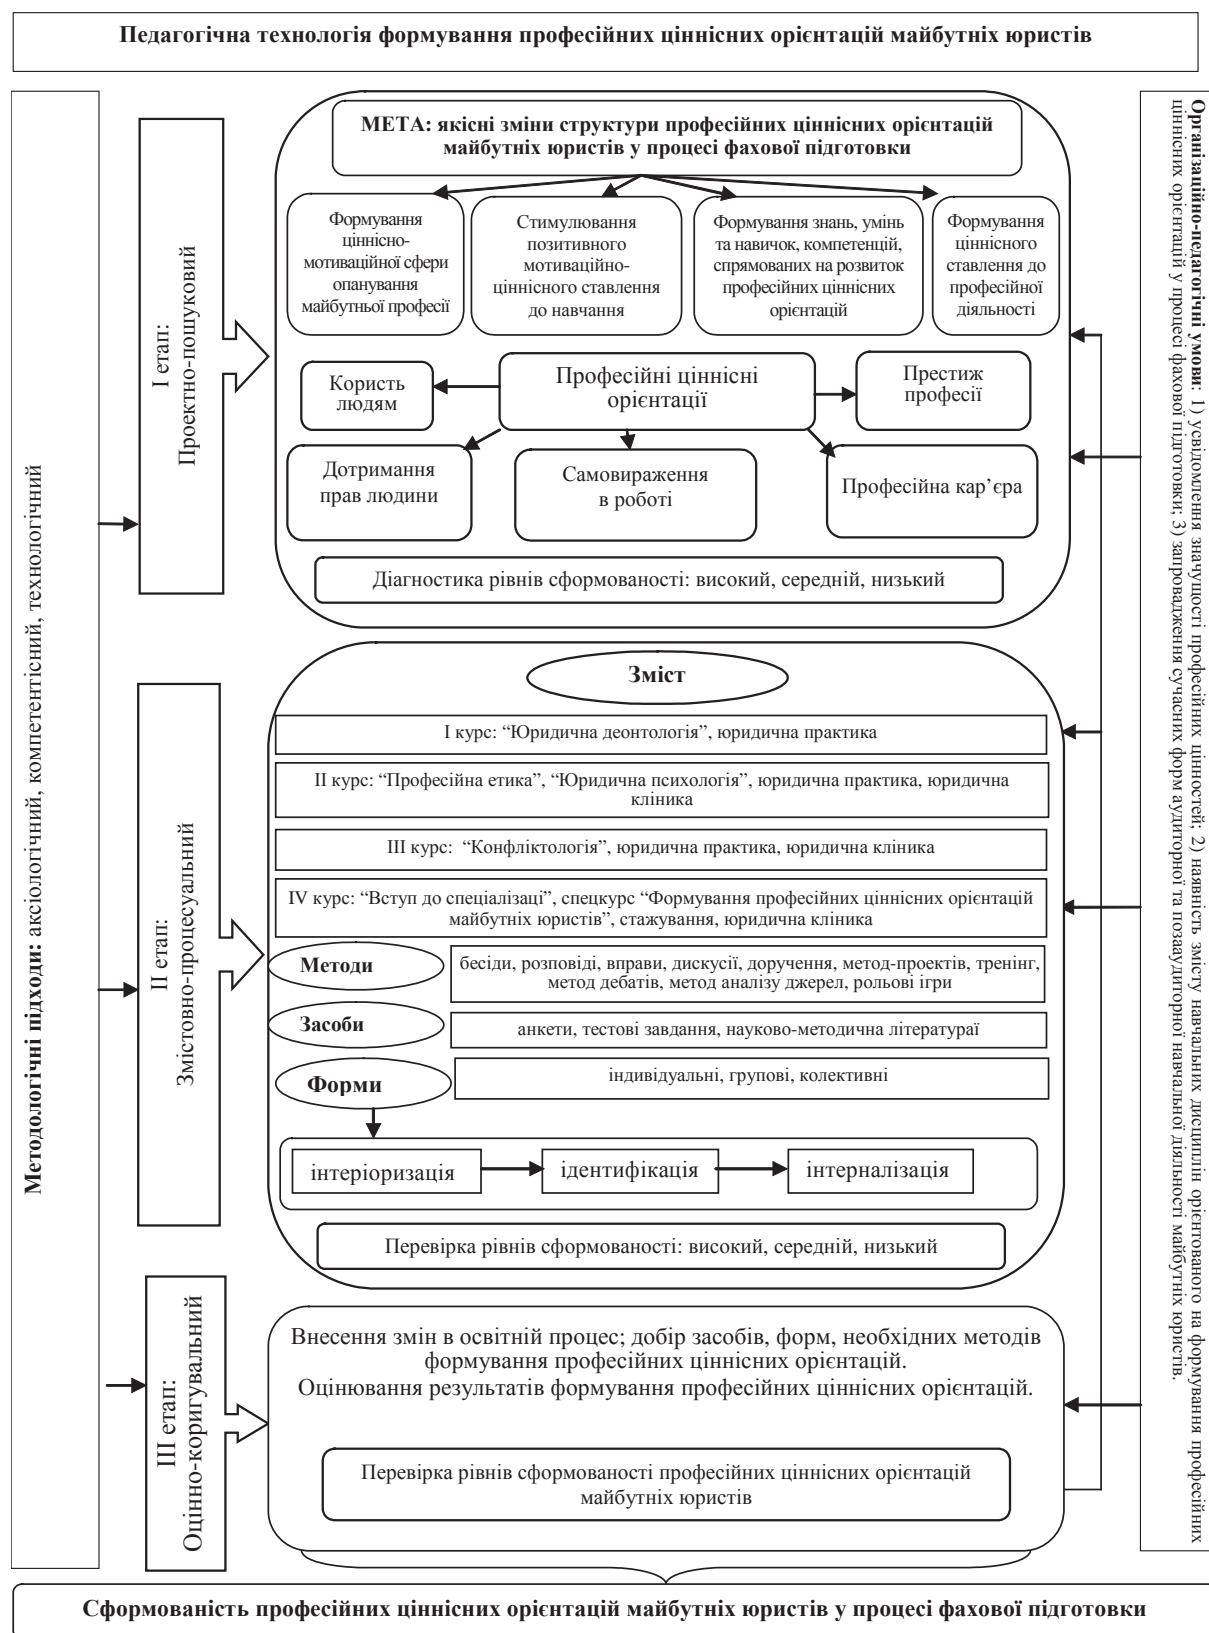 Педагогічна технологія формування професійних ціннісних орієнтацій майбутніх юристів
Методологічні підходи: аксіологічний, компетентісний, технологічний
І етап:
Проектно-пошуковий
МЕТА: якісні зміни структури професійних ціннісних орієнтацій
майбутніх юристів у процесі фахової підготовки
Формування
ціннісно-
мотиваційної сфери
опанування
майбутньої професії
Стимулювання
позитивного
мотиваційно-
ціннісного ставлення
до навчання
Формування знань, умінь
та навичок, компетенцій,
спрямованих на розвиток
професійних ціннісних
орієнтацій
Формування
ціннісного
ставлення до
професійної
діяльності
Користь
людям
Професійні ціннісні
орієнтації
Престиж
професії
Дотримання
прав людини
Самовираження
в роботі
Професійна кар’єра
Діагностика рівнів сформованості: високий, середній, низький
ІІ етап:
Змістовно-процесуальний
Зміст
І курс: “Юридична деонтологія”, юридична практика
ІІ курс: “Професійна етика”, “Юридична психологія”, юридична практика, юридична
клініка
ІІІ курс: “Конфліктологія”, юридична практика, юридична клініка
ІV курс: “Вступ до спеціалізаці”, спецкурс “Формування професійних ціннісних орієнтацій
майбутніх юристів”, стажування, юридична клініка
Методи
бесіди, розповіді, вправи, дискусії, доручення, метод-проектів, тренінг,
метод дебатів, метод аналізу джерел, рольові ігри
Засоби
анкети, тестові завдання, науково-методична літератураї
Форми
індивідуальні, групові, колективні
інтеріоризація
ідентифікація
інтерналізація
Перевірка рівнів сформованості: високий, середній, низький
ІІІ етап:
Оцінно-коригувальний
Внесення змін в освітній процес; добір засобів, форм, необхідних методів
формування професійних ціннісних орієнтацій.
Оцінювання результатів формування професійних ціннісних орієнтацій.
Перевірка рівнів сформованості професійних ціннісних орієнтацій
майбутніх юристів
Організаційно-педагогічні умови: 1) усвідомлення значущості професійних цінностей; 2) наявність змісту навчальних дисциплін орієнтованого на формування професійних
ціннісних орієнтацій у процесі фахової підготовки; 3) запровадження сучасних форм аудиторної та позааудиторної навчальної діяльності майбутніх юристів.
Сформованість професійних ціннісних орієнтацій майбутніх юристів у процесі фахової підготовки